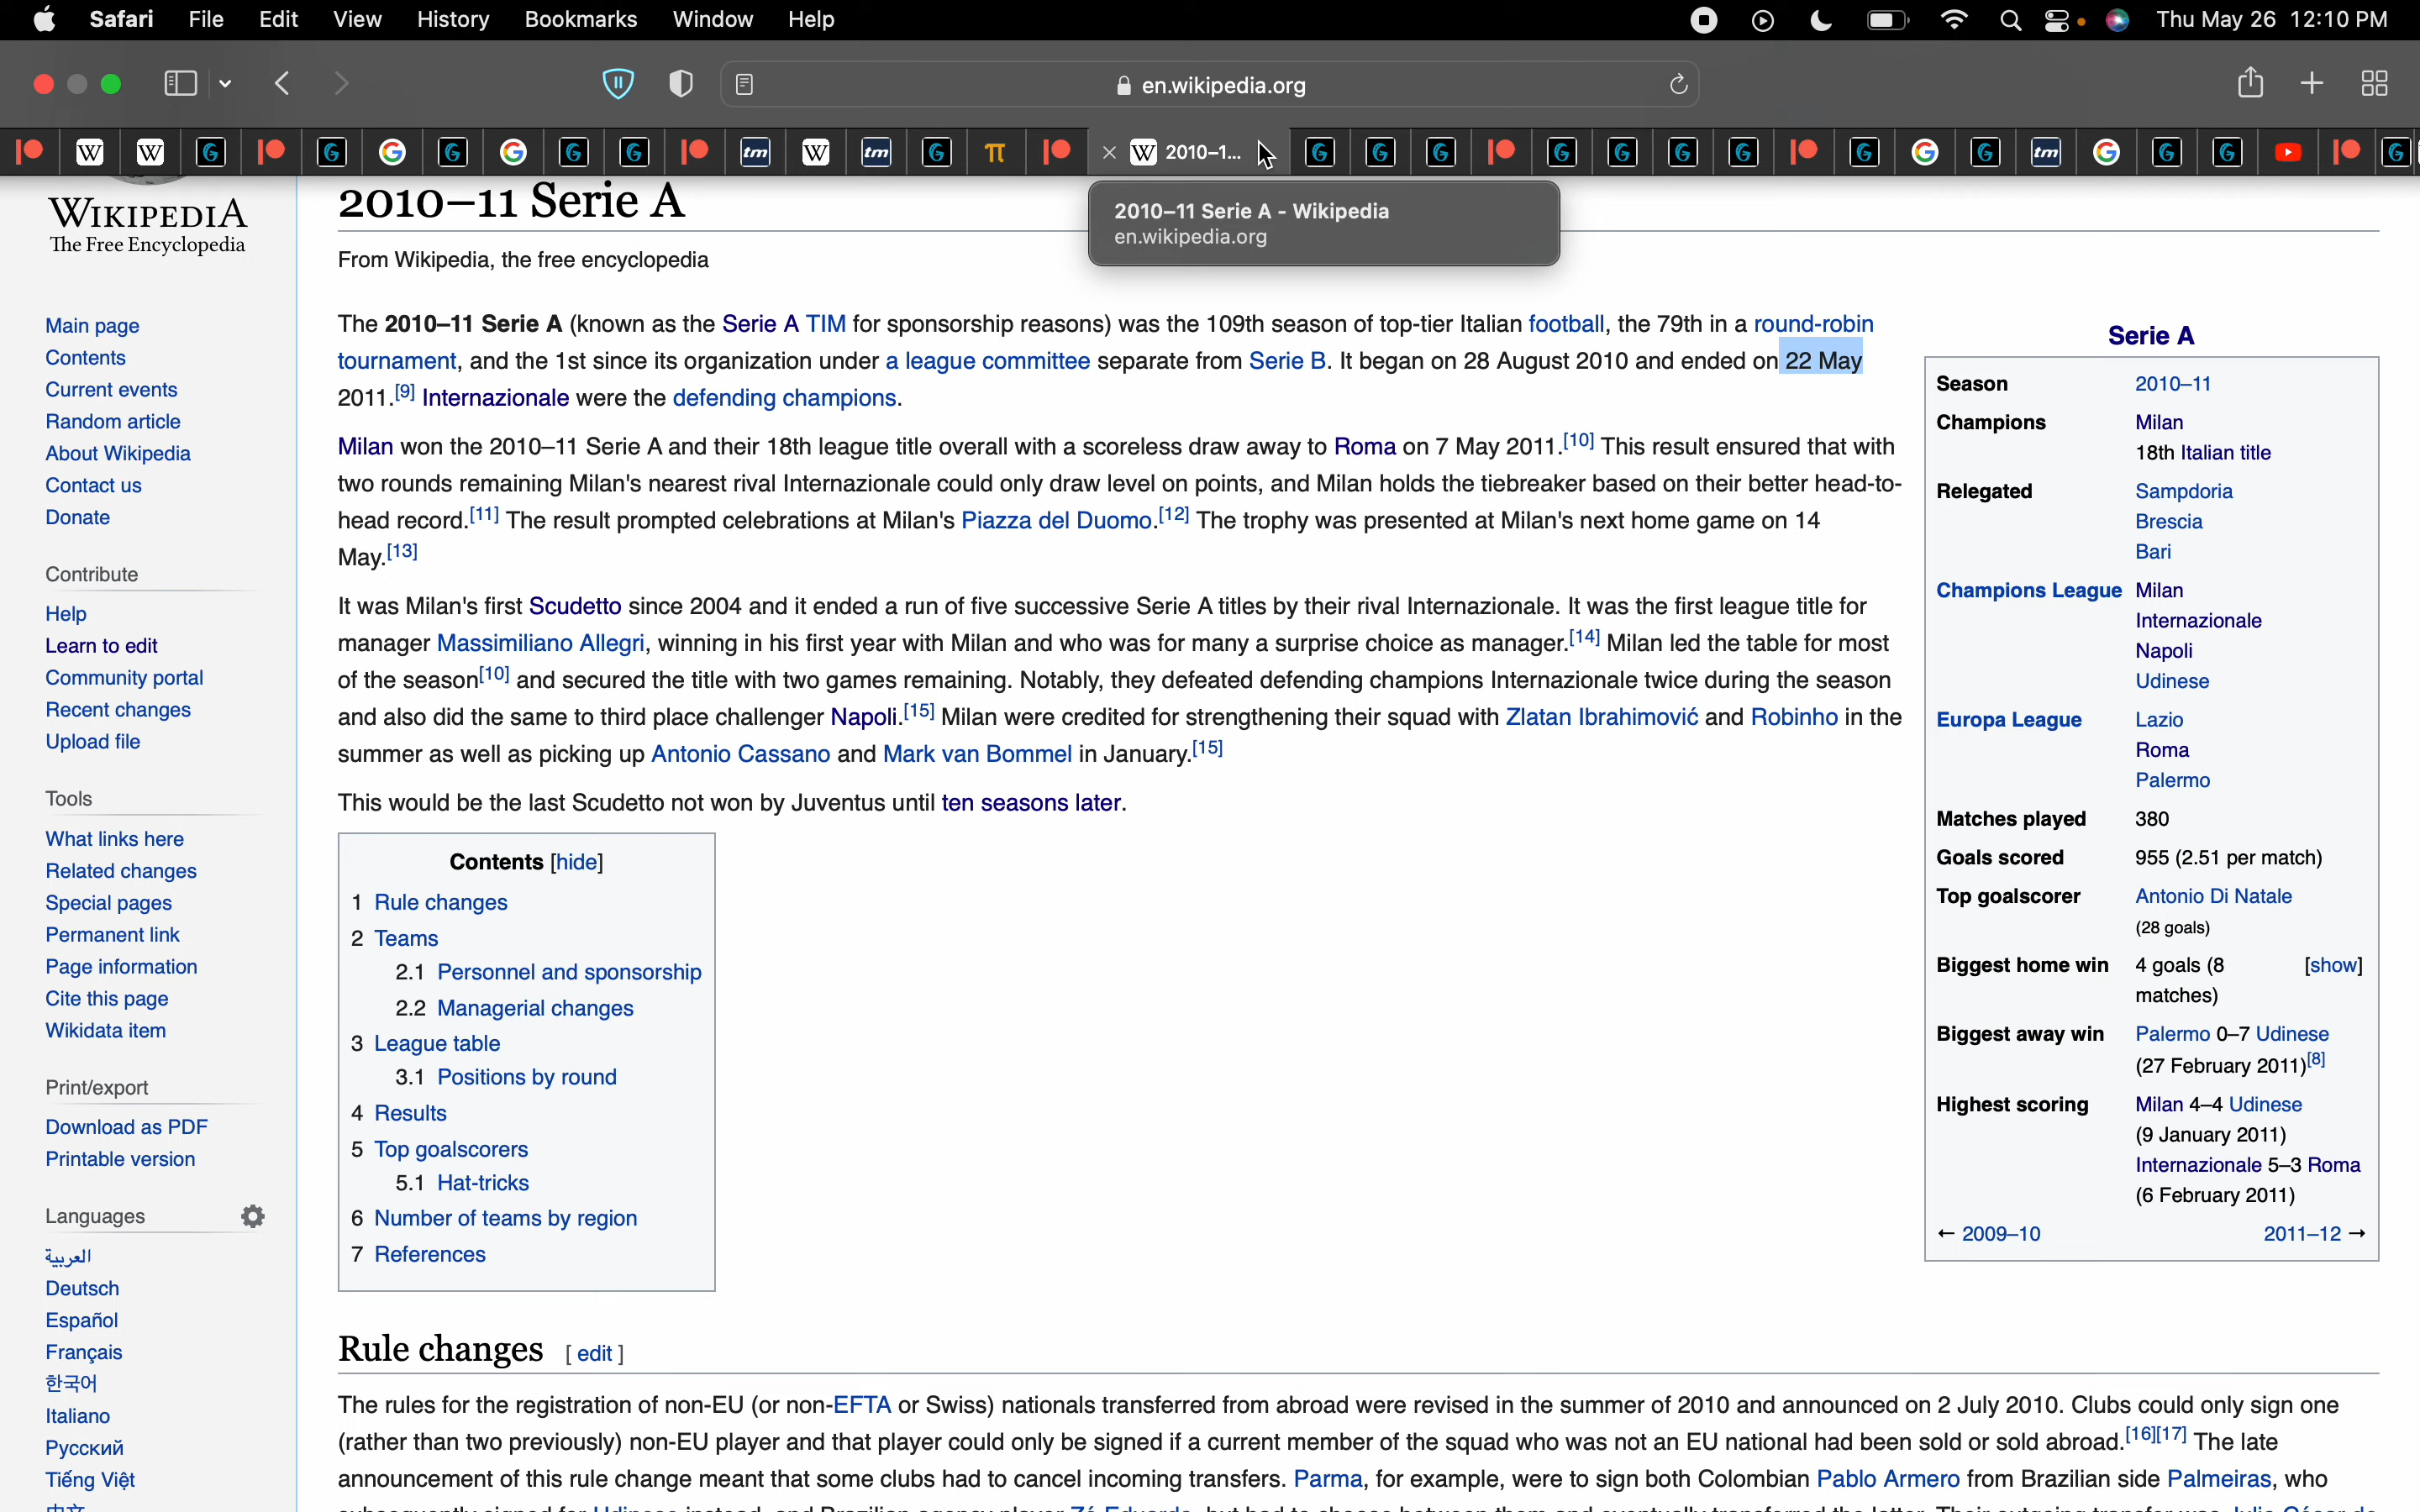 Safari File Edit View History Bookmarks Window Help Thu May 26 12:10 PM
en.wikipedia.org
2010–1...
2010–11 Serie A - Wikipedia
en.wikipedia.org
WIKIPEDIA
The Free Encyclopedia
Main page
Contents
Current events
Random article
About Wikipedia
Contact us
Donate
Contribute
Help
Learn to edit
Community portal
Recent changes
Upload file
Tools
What links here
Related changes
Special pages
Permanent link
Page information
Cite this page
Wikidata item
Print/export
Download as PDF
Printable version
Languages
العربية
Deutsch
Español
Français
한국어
Italiano
Русский
Tiếng Việt
中文
2010–11 Serie A
From Wikipedia, the free encyclopedia
The 2010–11 Serie A (known as the Serie A TIM for sponsorship reasons) was the 109th season of top-tier Italian football, the 79th in a round-robin
tournament, and the 1st since its organization under a league committee separate from Serie B. It began on 28 August 2010 and ended on 22 May
2011.[9] Internazionale were the defending champions.
Milan won the 2010–11 Serie A and their 18th league title overall with a scoreless draw away to Roma on 7 May 2011.[10] This result ensured that with
two rounds remaining Milan's nearest rival Internazionale could only draw level on points, and Milan holds the tiebreaker based on their better head-to-
head record.[11] The result prompted celebrations at Milan's Piazza del Duomo.[12] The trophy was presented at Milan's next home game on 14
May.[13]
It was Milan's first Scudetto since 2004 and it ended a run of five successive Serie A titles by their rival Internazionale. It was the first league title for
manager Massimiliano Allegri, winning in his first year with Milan and who was for many a surprise choice as manager.[14] Milan led the table for most
of the season[10] and secured the title with two games remaining. Notably, they defeated defending champions Internazionale twice during the season
and also did the same to third place challenger Napoli.[15] Milan were credited for strengthening their squad with Zlatan Ibrahimović and Robinho in the
summer as well as picking up Antonio Cassano and Mark van Bommel in January.[15]
This would be the last Scudetto not won by Juventus until ten seasons later.
Contents [hide]
1 Rule changes
2 Teams
2.1 Personnel and sponsorship
2.2 Managerial changes
3 League table
3.1 Positions by round
4 Results
5 Top goalscorers
5.1 Hat-tricks
6 Number of teams by region
7 References
Serie A
Season 2010–11
Champions Milan
18th Italian title
Relegated Sampdoria
Brescia
Bari
Champions League Milan
Internazionale
Napoli
Udinese
Europa League Lazio
Roma
Palermo
Matches played 380
Goals scored 955 (2.51 per match)
Top goalscorer Antonio Di Natale
(28 goals)
Biggest home win 4 goals (8 [show]
matches)
Biggest away win Palermo 0–7 Udinese
(27 February 2011)[8]
Highest scoring Milan 4–4 Udinese
(9 January 2011)
Internazionale 5–3 Roma
(6 February 2011)
← 2009–10 2011–12 →
Rule changes [ edit ]
The rules for the registration of non-EU (or non-EFTA or Swiss) nationals transferred from abroad were revised in the summer of 2010 and announced on 2 July 2010. Clubs could only sign one
(rather than two previously) non-EU player and that player could only be signed if a current member of the squad who was not an EU national had been sold or sold abroad.[16][17] The late
announcement of this rule change meant that some clubs had to cancel incoming transfers. Parma, for example, were to sign both Colombian Pablo Armero from Brazilian side Palmeiras, who